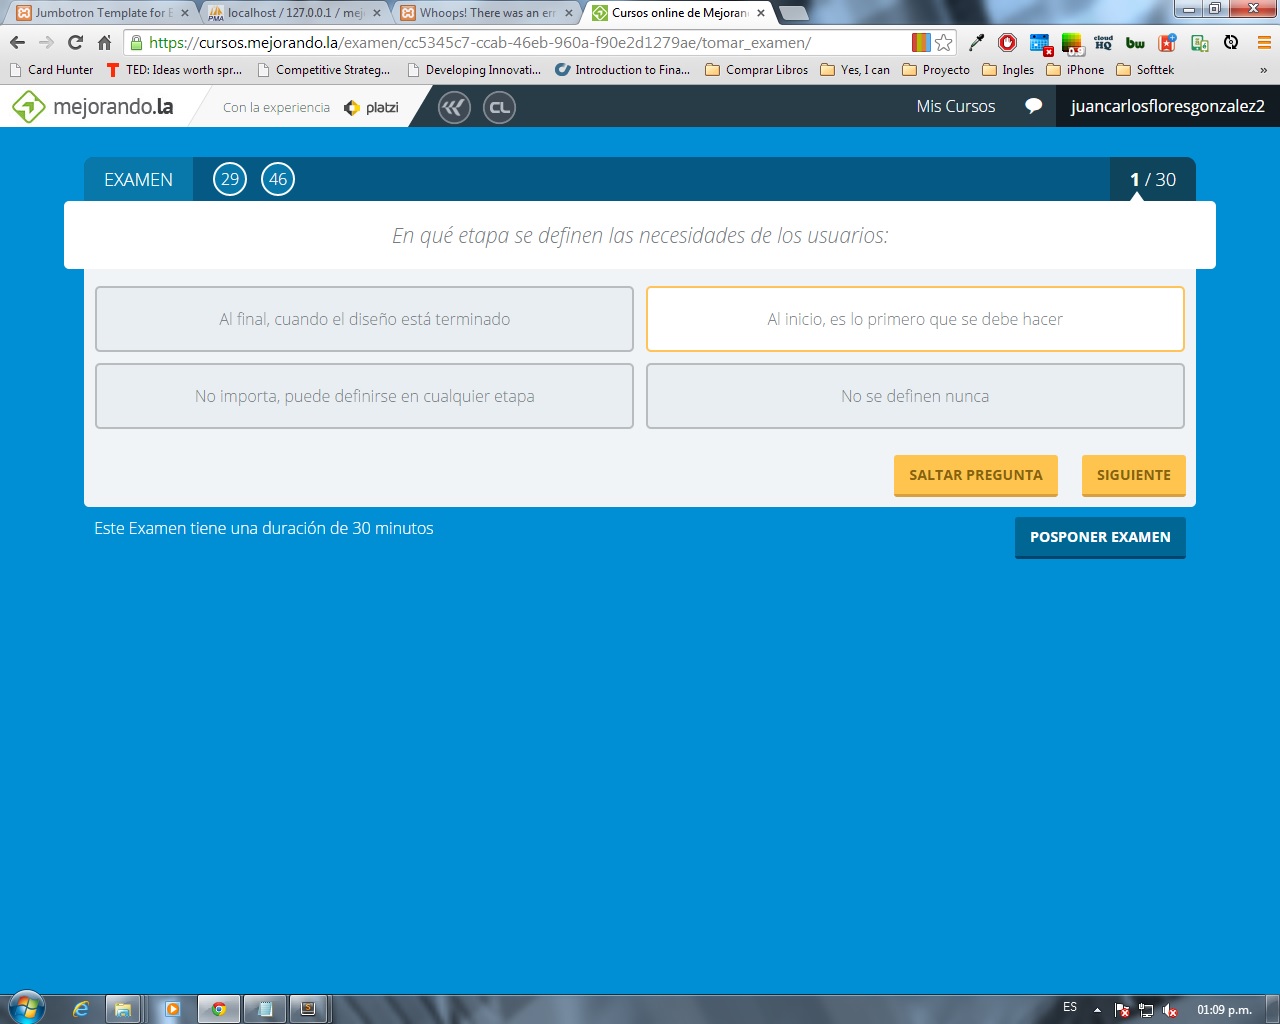 Jumbotron Template for B
localhost / 127.0.0.1 / mej
Whoops! There was an err
Cursos online de Mejoran
https://cursos.mejorando.la/examen/cc5345c7-ccab-46eb-960a-f90e2d1279ae/tomar_examen/
cloud HQ
bw
Card Hunter
TED: Ideas worth spr...
Competitive Strateg...
Developing Innovati...
Introduction to Fina...
Comprar Libros
Yes, I can
Proyecto
Ingles
iPhone
Softtek
»
mejorando.la
Con la experiencia
platzi
CL
Mis Cursos
juancarlosfloresgonzalez2
EXAMEN
29
46
1 / 30
En qué etapa se definen las necesidades de los usuarios:
Al final, cuando el diseño está terminado
Al inicio, es lo primero que se debe hacer
No importa, puede definirse en cualquier etapa
No se definen nunca
SALTAR PREGUNTA
SIGUIENTE
Este Examen tiene una duración de 30 minutos
POSPONER EXAMEN
ES
01:09 p.m.